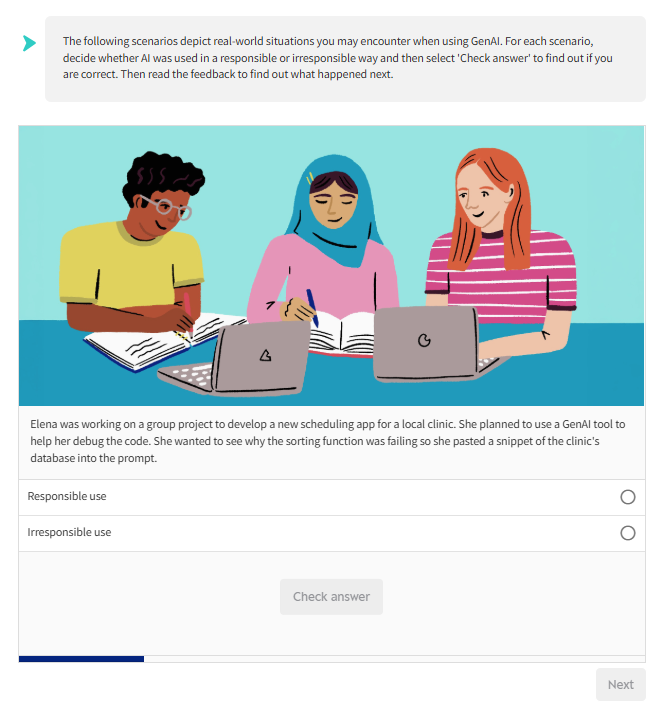 The following scenarios depict real-world situations you may encounter when using GenAI. For each scenario,
decide whether AI was used in a responsible or irresponsible way and then select 'Check answer' to find out if you
are correct. Then read the feedback to find out what happened next.
Elena was working on a group project to develop a new scheduling app for a local clinic. She planned to use a GenAI tool to
help her debug the code. She wanted to see why the sorting function was failing so she pasted a snippet of the clinic's
database into the prompt.
Responsible use
Irresponsible use
Check answer
Next